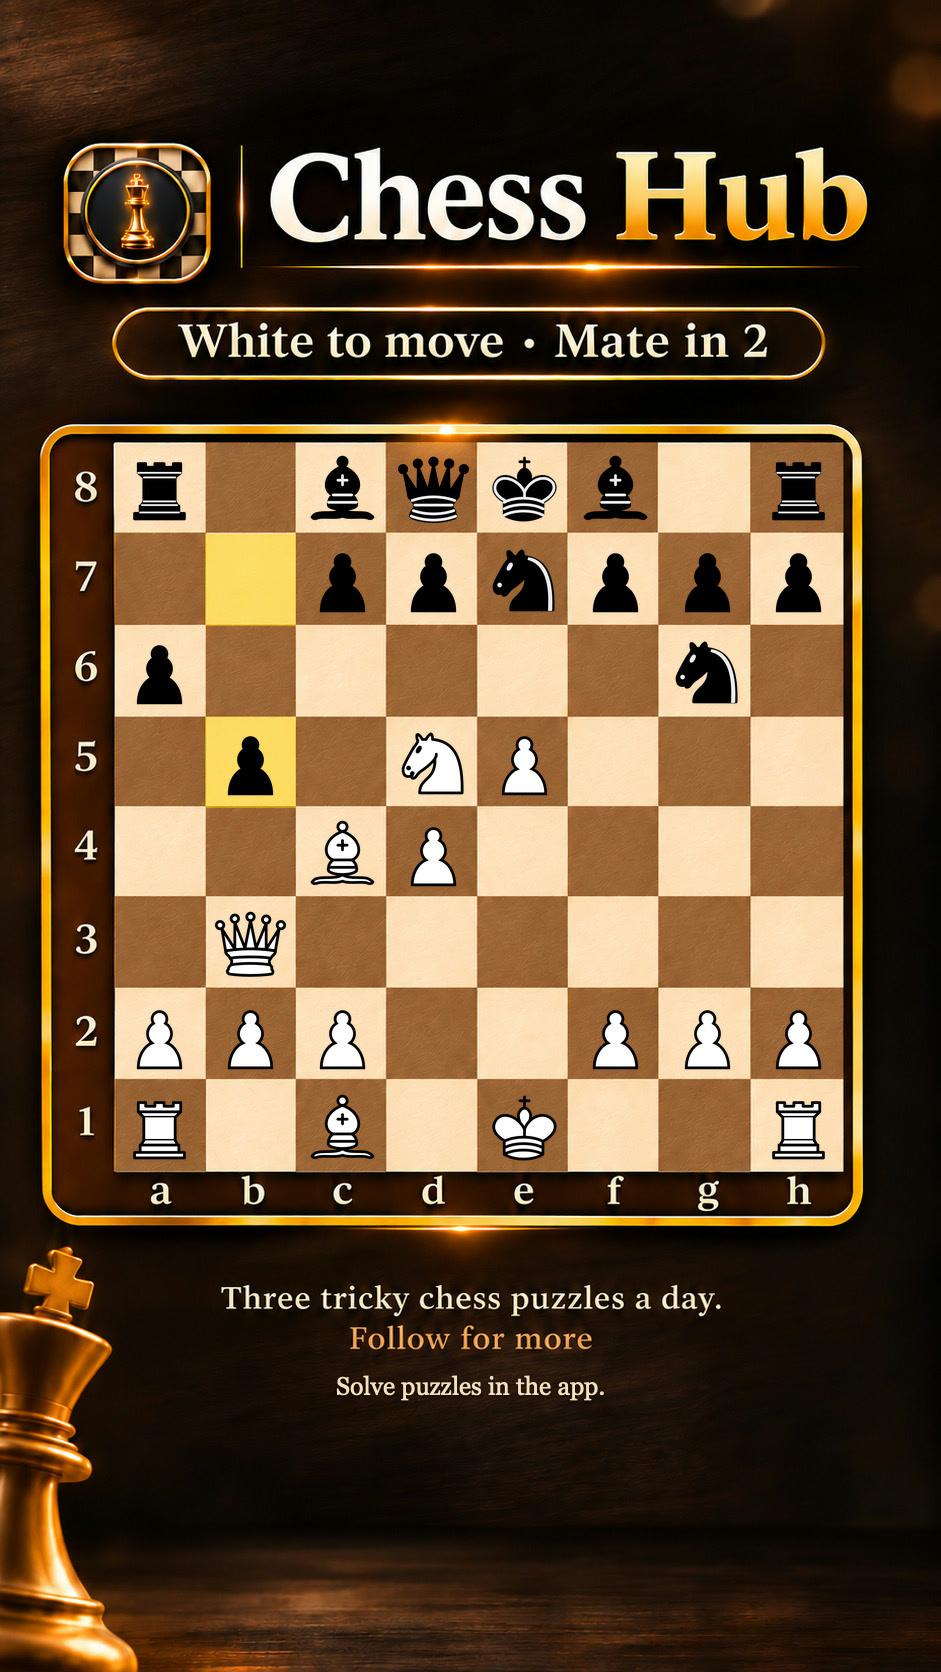 Chess Hub
White to move • Mate in 2
8
7
6
5
4
3
2
1
a b c d e f g h
Three tricky chess puzzles a day.
Follow for more
Solve puzzles in the app.